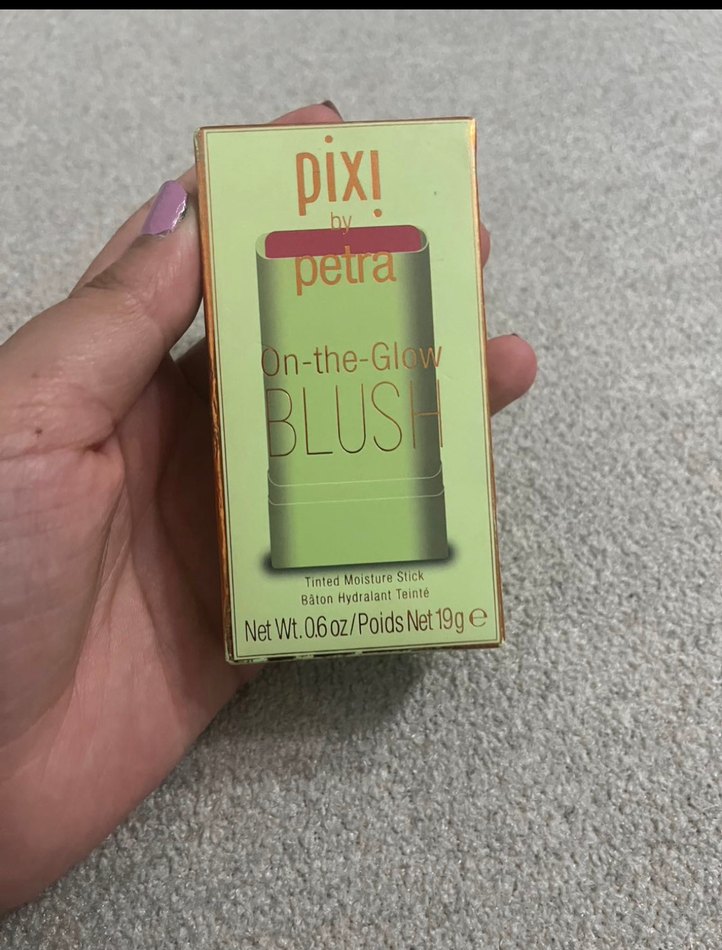 pixi
by
petra
On-the-Glow
BLUSH
Tinted Moisture Stick
Bâton Hydralant Teinté
Net Wt. 0.6 oz/Poids Net 19g ℮